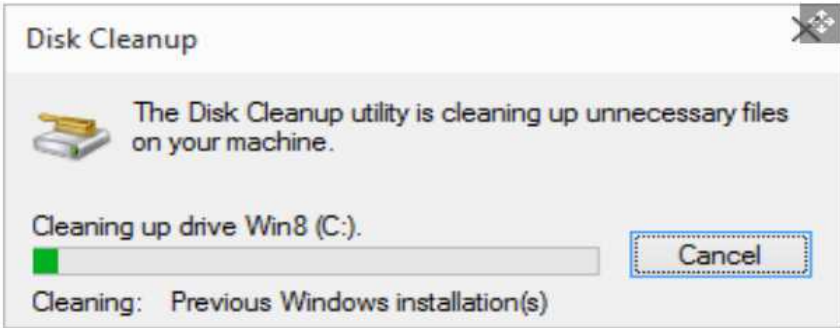 Disk Cleanup
The Disk Cleanup utility is cleaning up unnecessary files
on your machine.
Cleaning up drive Win8 (C:).
Cancel
Cleaning: Previous Windows installation(s)